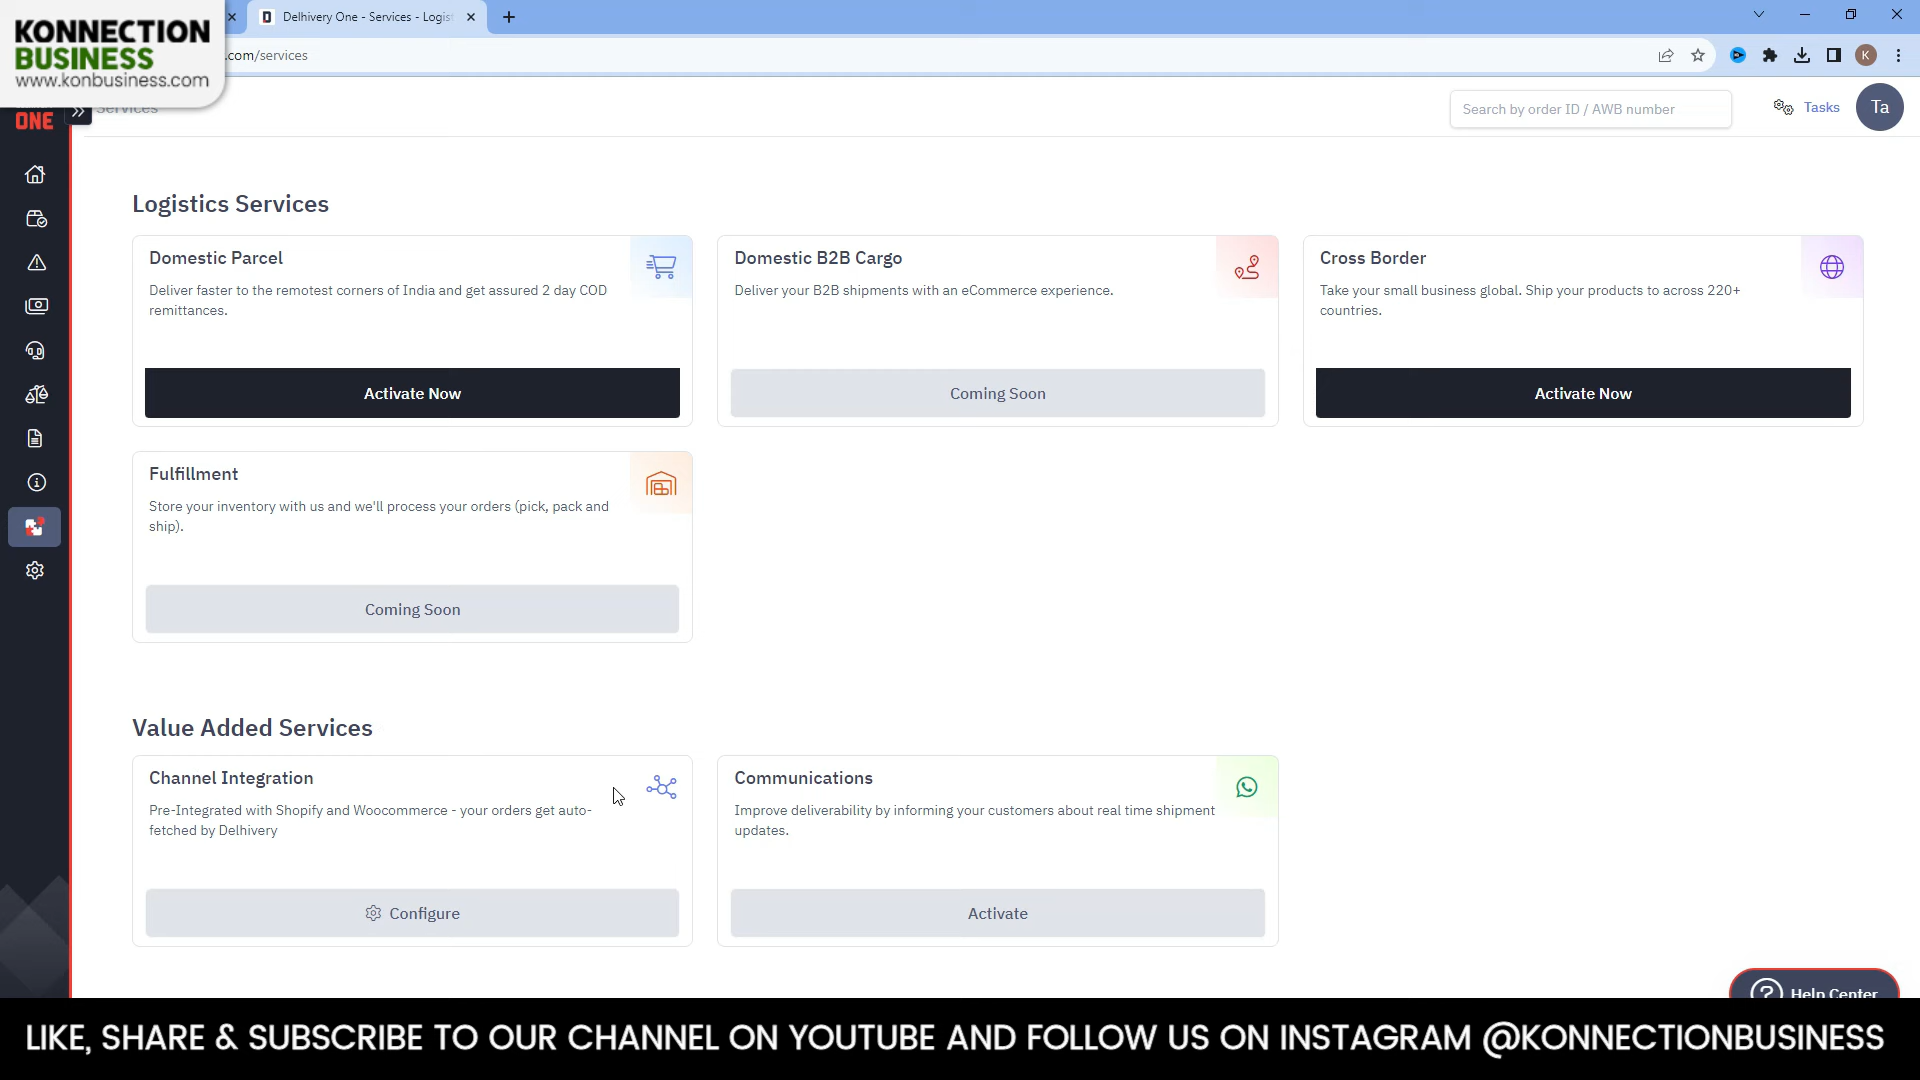 KONNECTION
BUSINESS
www.konbusiness.com
Delhivery One - Services - Logis
.com/services
K
ONE
Services
Search by order ID / AWB number
Tasks
Ta
Logistics Services
Domestic Parcel
Deliver faster to the remotest corners of India and get assured 2 day COD
remittances.
Activate Now
Domestic B2B Cargo
Deliver your B2B shipments with an eCommerce experience.
Coming Soon
Cross Border
Take your small business global. Ship your products to across 220+
countries.
Activate Now
Fulfillment
Store your inventory with us and we'll process your orders (pick, pack and
ship).
Coming Soon
Value Added Services
Channel Integration
Pre-Integrated with Shopify and Woocommerce - your orders get auto-
fetched by Delhivery
Configure
Communications
Improve deliverability by informing your customers about real time shipment
updates.
Activate
Help Center
LIKE, SHARE & SUBSCRIBE TO OUR CHANNEL ON YOUTUBE AND FOLLOW US ON INSTAGRAM @KONNECTIONBUSINESS